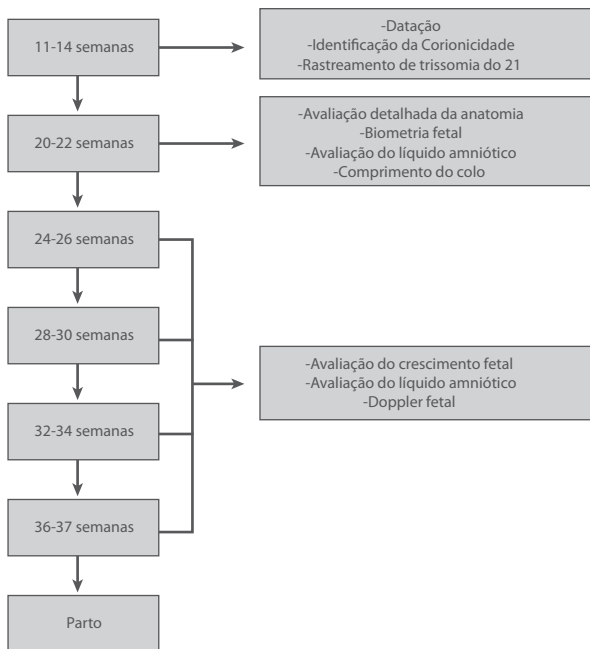 11-14 semanas
-Datação
-Identificação da Corionicidade
-Rastreamento de trissomia do 21
20-22 semanas
-Avaliação detalhada da anatomia
-Biometria fetal
-Avaliação do líquido amniótico
-Comprimento do colo
24-26 semanas
28-30 semanas
-Avaliação do crescimento fetal
-Avaliação do líquido amniótico
-Doppler fetal
32-34 semanas
36-37 semanas
Parto